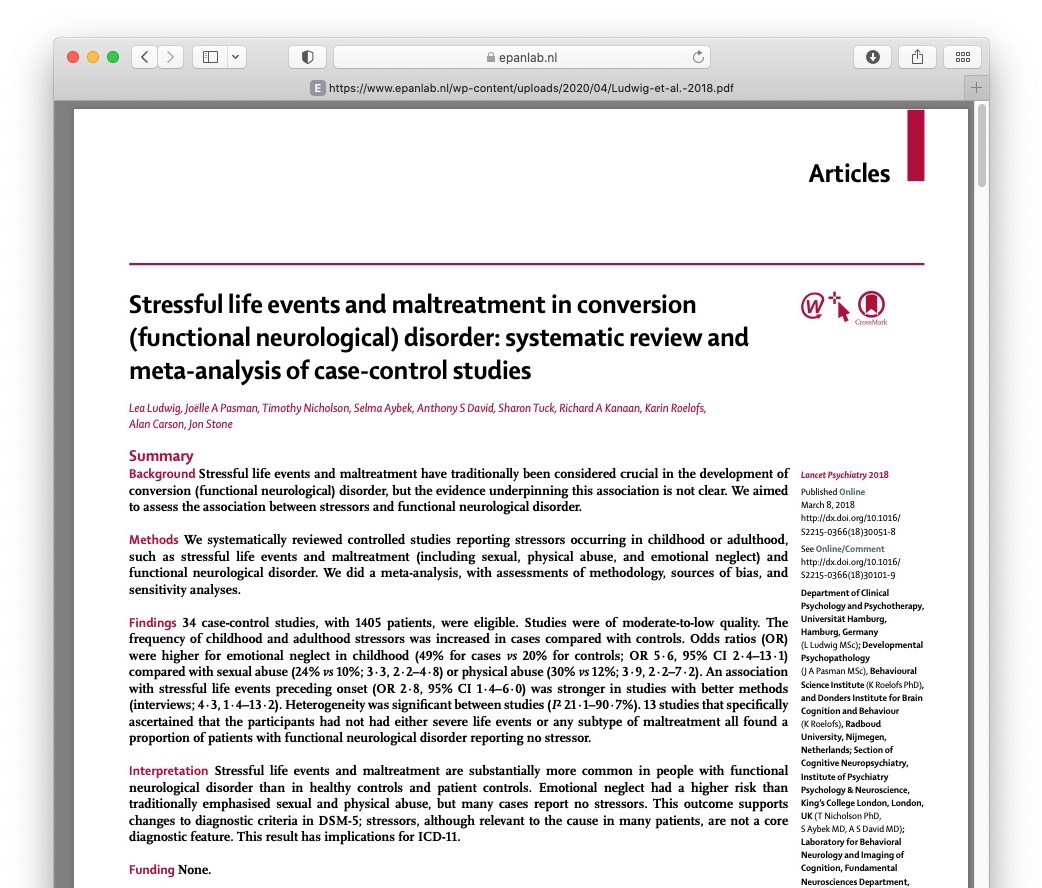 epanlab.nl
E https://www.epanlab.nl/wp-content/uploads/2020/04/Ludwig-et-al.-2018.pdf
Articles
Stressful life events and maltreatment in conversion
(functional neurological) disorder: systematic review and
meta-analysis of case-control studies
W
CrossMark
Lea Ludwig, Joëlle A Pasman, Timothy Nicholson, Selma Aybek, Anthony S David, Sharon Tuck, Richard A Kanaan, Karin Roelofs,
Alan Carson, Jon Stone
Summary
Background Stressful life events and maltreatment have traditionally been considered crucial in the development of
conversion (functional neurological) disorder, but the evidence underpinning this association is not clear. We aimed
to assess the association between stressors and functional neurological disorder.
Methods We systematically reviewed controlled studies reporting stressors occurring in childhood or adulthood,
such as stressful life events and maltreatment (including sexual, physical abuse, and emotional neglect) and
functional neurological disorder. We did a meta-analysis, with assessments of methodology, sources of bias, and
sensitivity analyses.
Findings 34 case-control studies, with 1405 patients, were eligible. Studies were of moderate-to-low quality. The
frequency of childhood and adulthood stressors was increased in cases compared with controls. Odds ratios (OR)
were higher for emotional neglect in childhood (49% for cases vs 20% for controls; OR 5·6, 95% CI 2·4–13·1)
compared with sexual abuse (24% vs 10%; 3·3, 2·2–4·8) or physical abuse (30% vs 12%; 3·9, 2·2–7·2). An association
with stressful life events preceding onset (OR 2·8, 95% CI 1·4–6·0) was stronger in studies with better methods
(interviews; 4·3, 1·4–13·2). Heterogeneity was significant between studies (I² 21·1–90·7%). 13 studies that specifically
ascertained that the participants had not had either severe life events or any subtype of maltreatment all found a
proportion of patients with functional neurological disorder reporting no stressor.
Interpretation Stressful life events and maltreatment are substantially more common in people with functional
neurological disorder than in healthy controls and patient controls. Emotional neglect had a higher risk than
traditionally emphasised sexual and physical abuse, but many cases report no stressors. This outcome supports
changes to diagnostic criteria in DSM-5; stressors, although relevant to the cause in many patients, are not a core
diagnostic feature. This result has implications for ICD-11.
Funding None.
Lancet Psychiatry 2018
Published Online
March 8, 2018
http://dx.doi.org/10.1016/
S2215-0366(18)30051-8
See Online/Comment
http://dx.doi.org/10.1016/
S2215-0366(18)30101-9
Department of Clinical
Psychology and Psychotherapy,
Universität Hamburg,
Hamburg, Germany
(L Ludwig MSc); Developmental
Psychopathology
(J A Pasman MSc), Behavioural
Science Institute (K Roelofs PhD),
and Donders Institute for Brain
Cognition and Behaviour
(K Roelofs), Radboud
University, Nijmegen,
Netherlands; Section of
Cognitive Neuropsychiatry,
Institute of Psychiatry
Psychology & Neuroscience,
King's College London, London,
UK (T Nicholson PhD,
S Aybek MD, A S David MD);
Laboratory for Behavioral
Neurology and Imaging of
Cognition, Fundamental
Neurosciences Department,